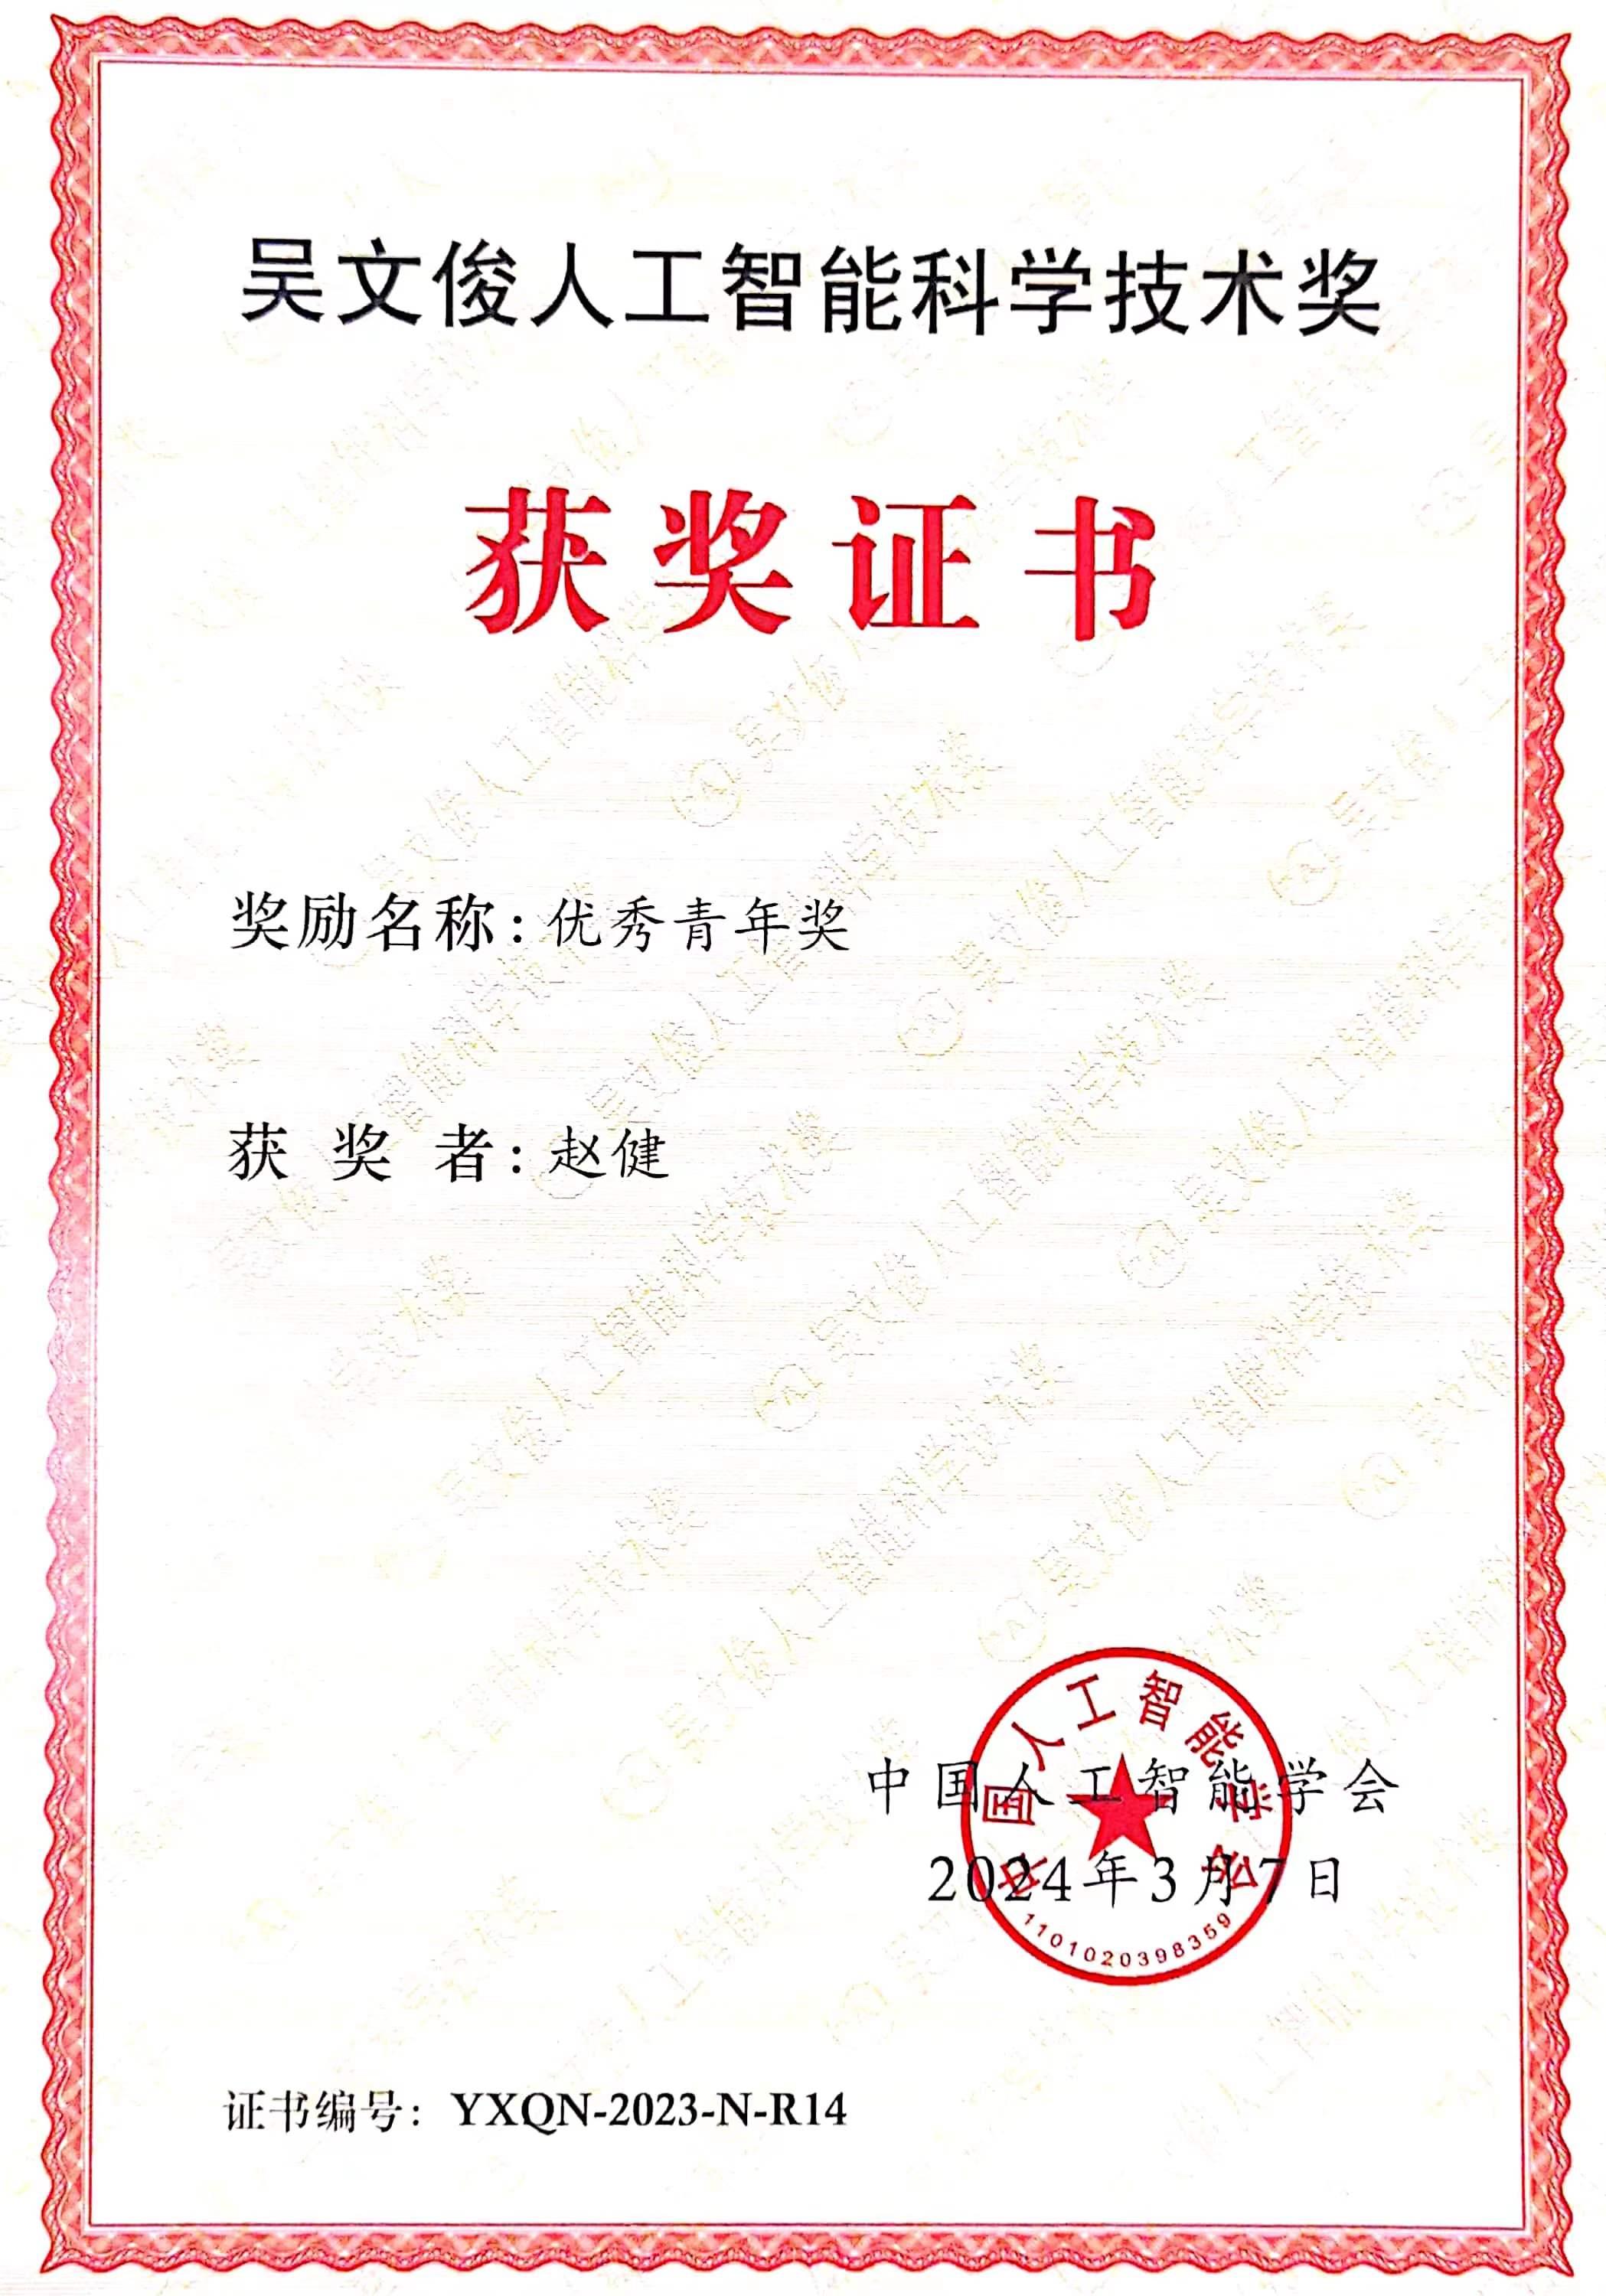 吴文俊人工智能科学技术奖
获奖证书
奖励名称：优秀青年奖
获奖者：赵健
中国人工智能学会
2024年3月7日
中国人工智能学会
1101020398359
证书编号：YXQN-2023-N-R14